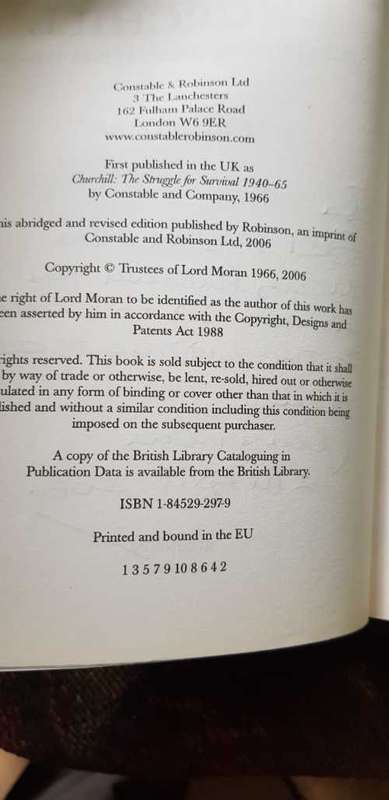 Constable & Robinson Ltd
3 The Lanchesters
162 Fulham Palace Road
London W6 9ER
www.constablerobinson.com
First published in the UK as
Churchill: The Struggle for Survival 1940–65
by Constable and Company, 1966
his abridged and revised edition published by Robinson, an imprint of
Constable and Robinson Ltd, 2006
Copyright © Trustees of Lord Moran 1966, 2006
e right of Lord Moran to be identified as the author of this work has
een asserted by him in accordance with the Copyright, Designs and
Patents Act 1988
rights reserved. This book is sold subject to the condition that it shall
by way of trade or otherwise, be lent, re-sold, hired out or otherwise
ulated in any form of binding or cover other than that in which it is
lished and without a similar condition including this condition being
imposed on the subsequent purchaser.
A copy of the British Library Cataloguing in
Publication Data is available from the British Library.
ISBN 1-84529-297-9
Printed and bound in the EU
1 3 5 7 9 10 8 6 4 2